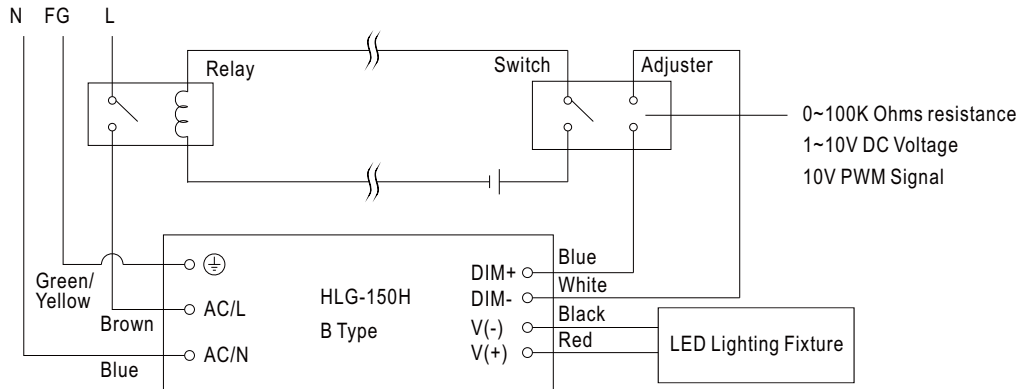 N FG L
Relay
Switch
Adjuster
0~100K Ohms resistance
1~10V DC Voltage
10V PWM Signal
Green/
Yellow
Brown
Blue
AC/L
AC/N
HLG-150H
B Type
DIM+
DIM-
V(-)
V(+)
Blue
White
Black
Red
LED Lighting Fixture